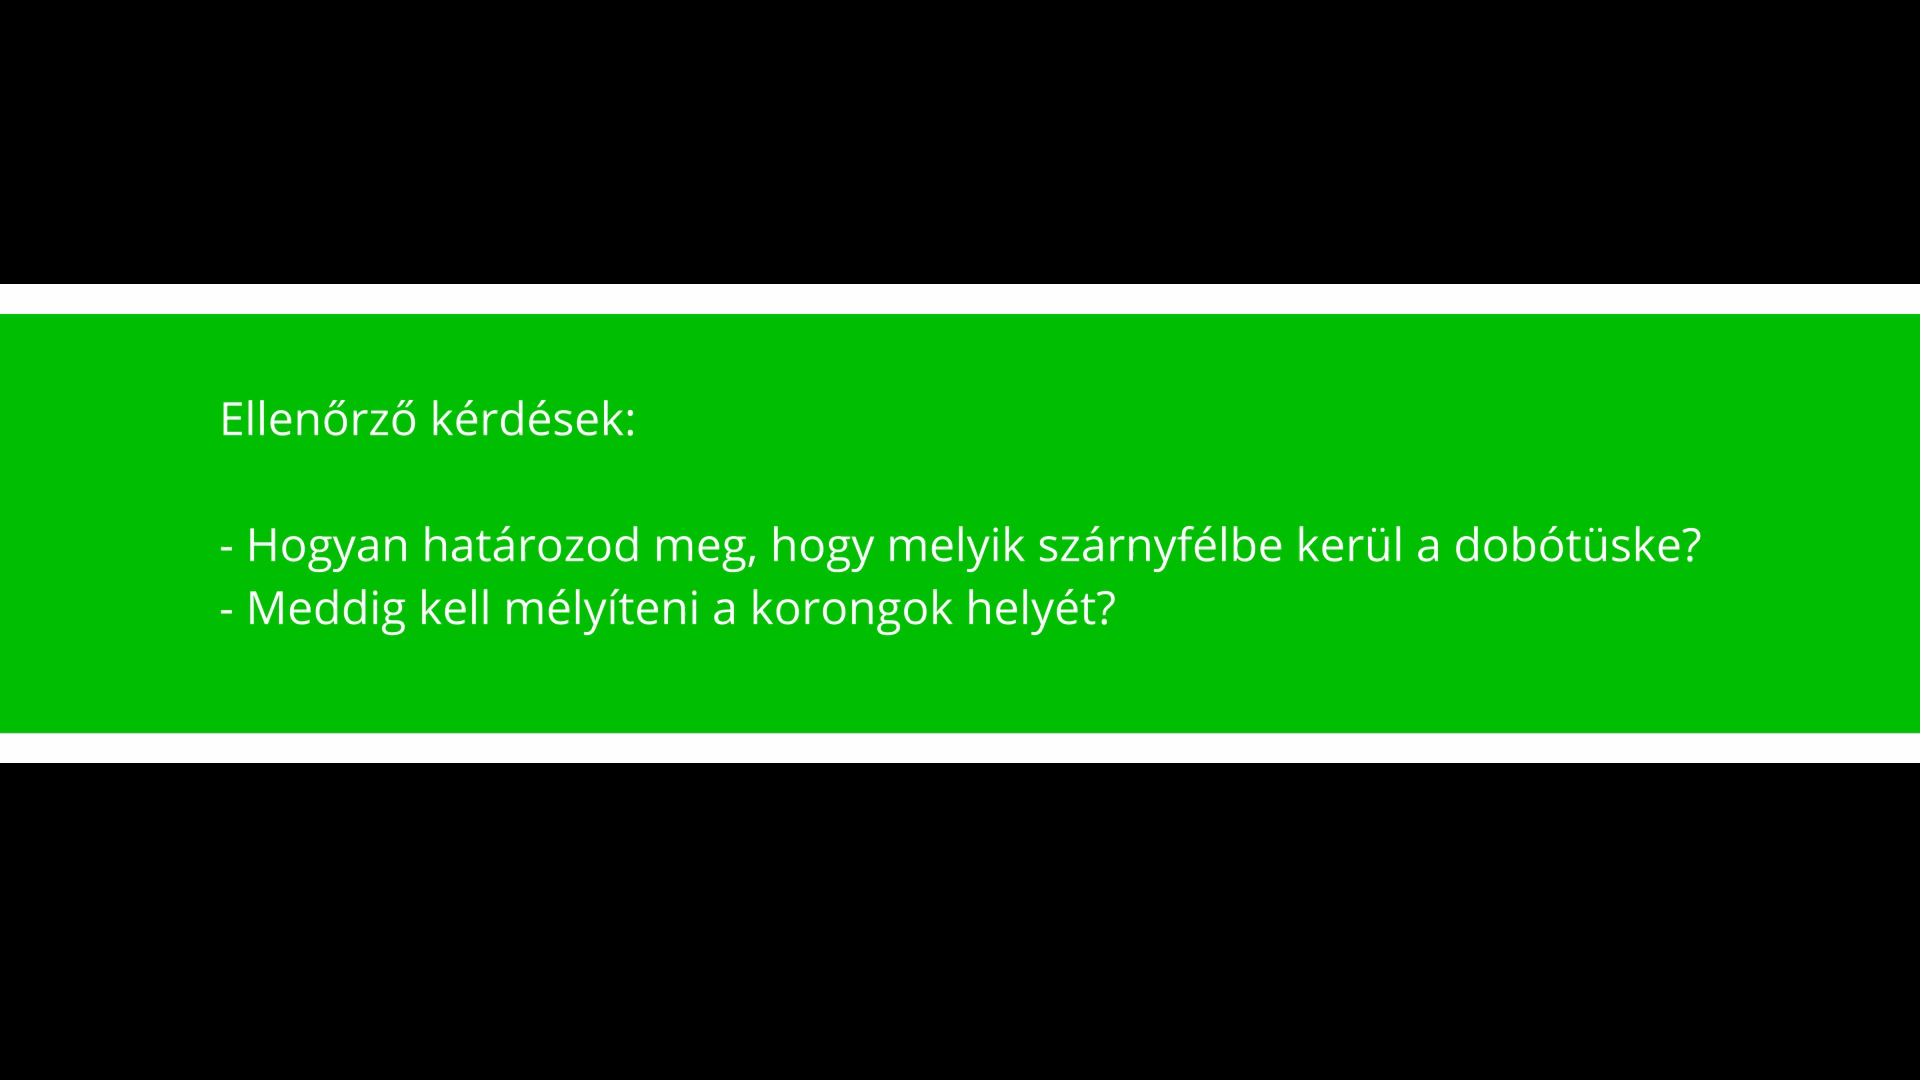 Ellenőrző kérdések:
- Hogyan határozod meg, hogy melyik szárnyfélbe kerül a dobótüske?
- Meddig kell mélyíteni a korongok helyét?